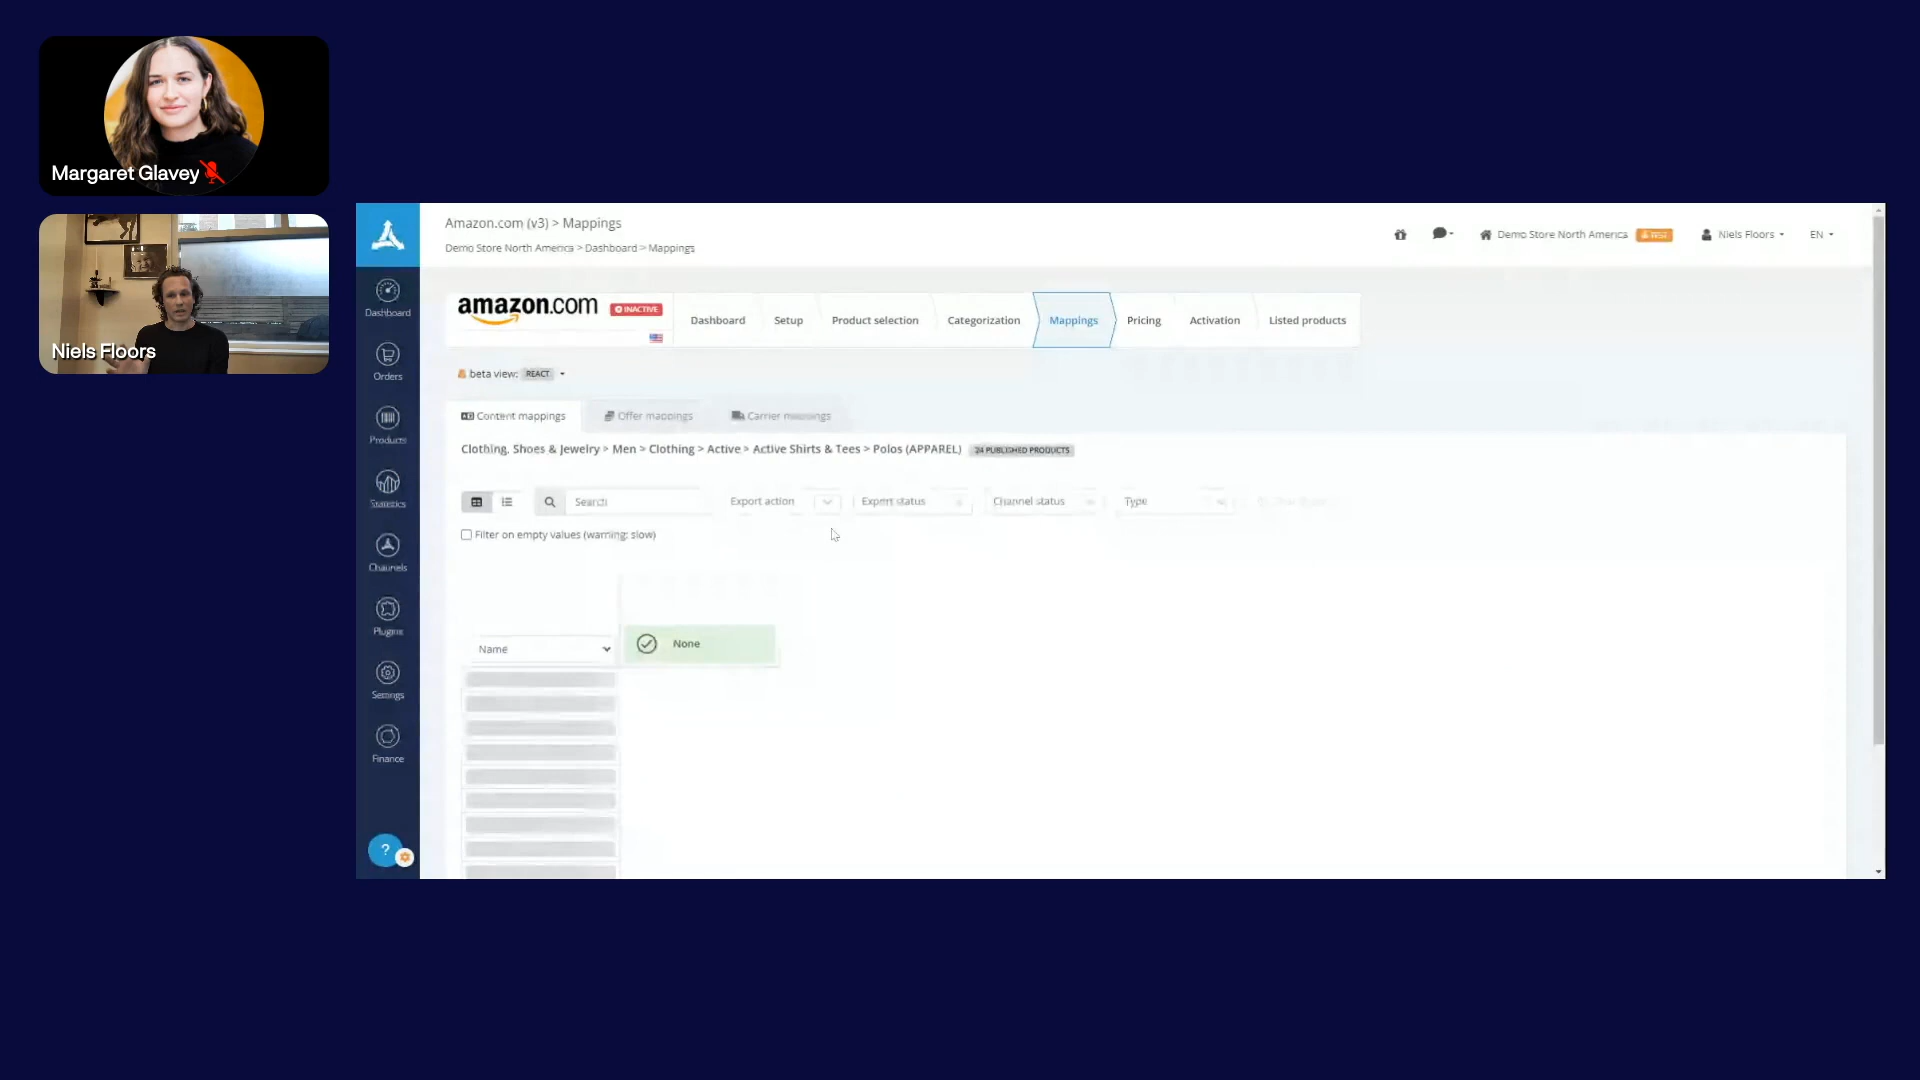 Margaret Glavey
Niels Floors
Amazon.com (v3) > Mappings
Demo Store North America > Dashboard > Mappings
Demo Store North America
TEST
Niels Floors
EN
amazon.com
INACTIVE
Dashboard
Setup
Product selection
Categorization
Mappings
Pricing
Activation
Listed products
beta view: REACT
Content mappings
Offer mappings
Carrier mappings
Clothing, Shoes & Jewelry > Men > Clothing > Active > Active Shirts & Tees > Polos (APPAREL)
24 PUBLISHED PRODUCTS
Search
Export action
Export status
Channel status
Type
Filter on empty values (warning: slow)
Name
None
Dashboard
Orders
Products
Statistics
Channels
Plugins
Settings
Finance
?